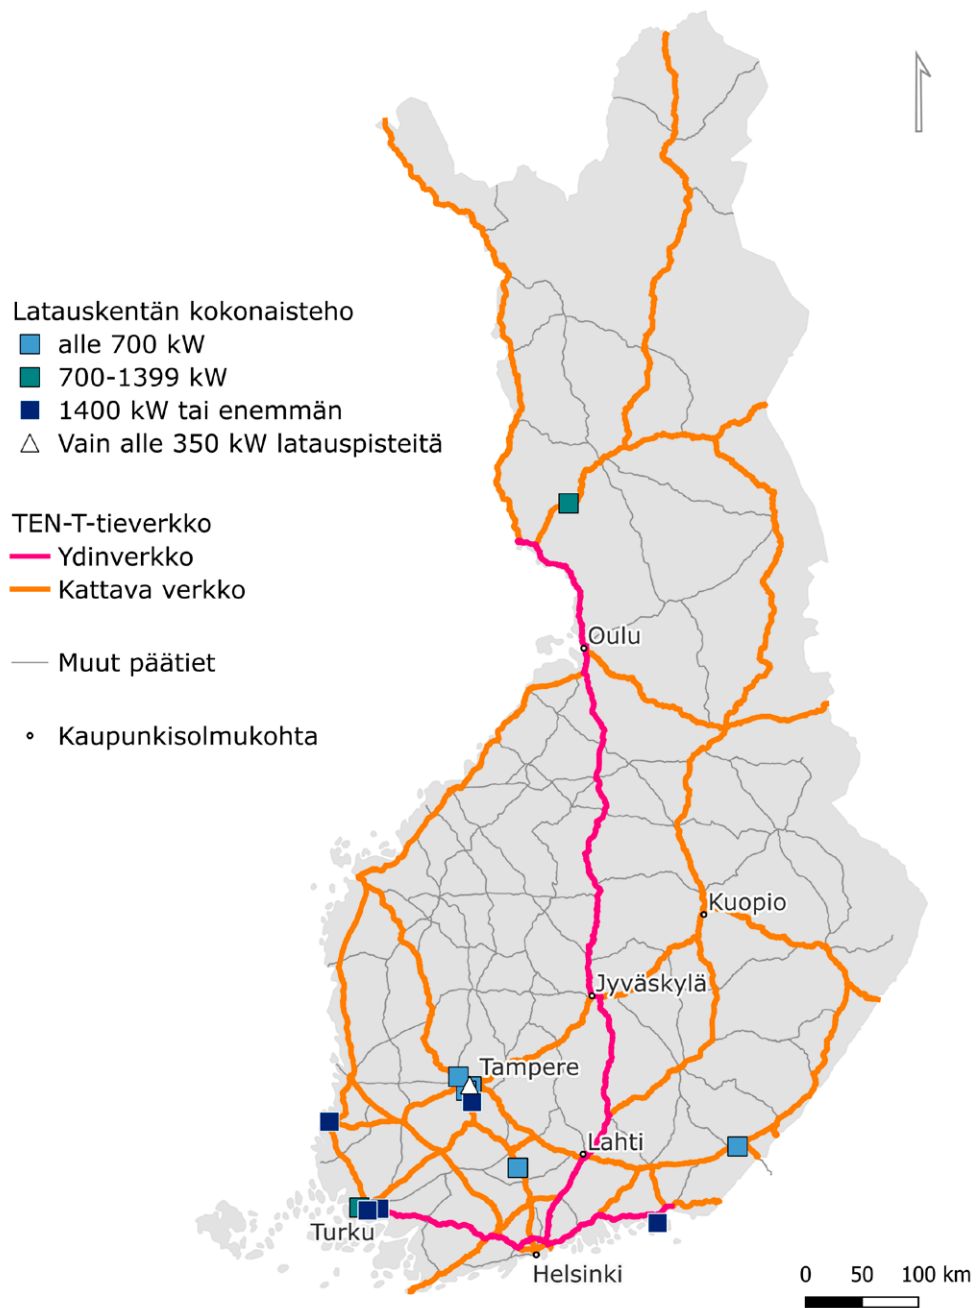 Latauskentän kokonaisteho
alle 700 kW
700-1399 kW
1400 kW tai enemmän
Vain alle 350 kW latauspisteitä
TEN-T-tieverkko
Ydinverkko
Kattava verkko
Muut päätiet
Kaupunkisolmukohta
Oulu
Kuopio
Jyväskylä
Tampere
Lahti
Turku
Helsinki
0 50 100 km